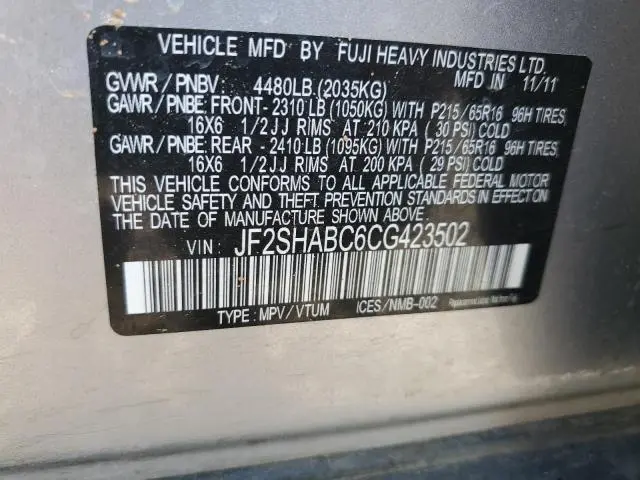 VEHICLE MFD BY FUJI HEAVY INDUSTRIES LTD.
MFD IN 11/11
GVWR / PNBV: 4480LB (2035KG)
GAWR / PNBE: FRONT- 2310 LB (1050KG) WITH P215/65R16 96H TIRES,
16X6 1/2JJ RIMS AT 210 KPA ( 30 PSI) COLD
GAWR / PNBE: REAR - 2410 LB (1095KG) WITH P215/65R16 96H TIRES,
16X6 1/2JJ RIMS AT 200 KPA ( 29 PSI) COLD
THIS VEHICLE CONFORMS TO ALL APPLICABLE FEDERAL MOTOR
VEHICLE SAFETY AND THEFT PREVENTION STANDARDS IN EFFECT ON
THE DATE OF MANUFACTURE SHOWN ABOVE.
VIN: JF2SHABC6CG423502
TYPE : MPV / VTUM ICES/NMB-002